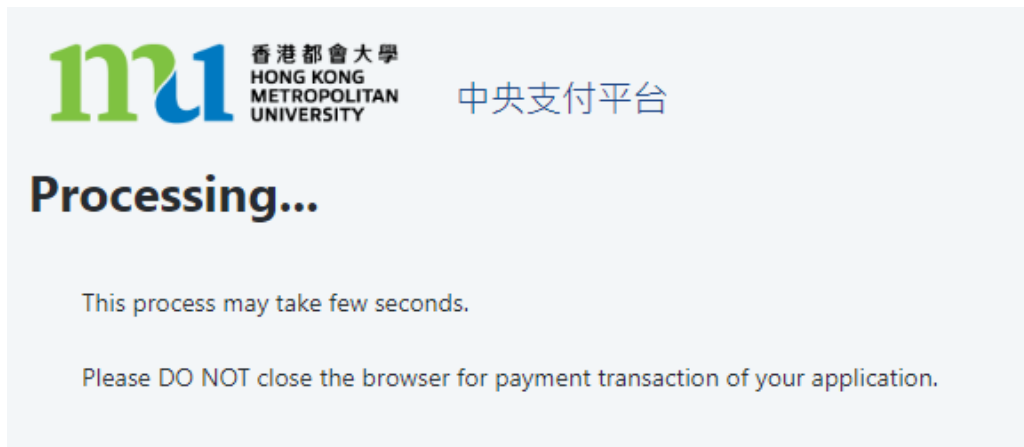 mu
香港都會大學
HONG KONG
METROPOLITAN
UNIVERSITY
中央支付平台
Processing...
This process may take few seconds.
Please DO NOT close the browser for payment transaction of your application.